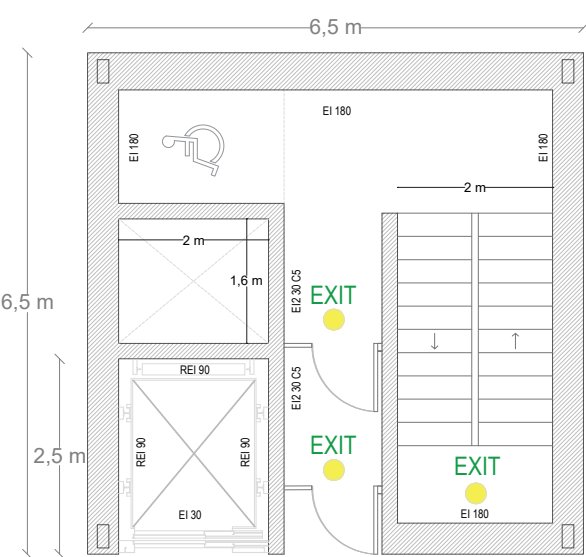 6,5 m
EI 180
EI 180
EI 180
2 m
2 m
1,6 m
EI2 30 C5
EXIT
6,5 m
REI 90
EI2 30 C5
2,5 m
REI 90
REI 90
EXIT
EXIT
EI 30
EI 180